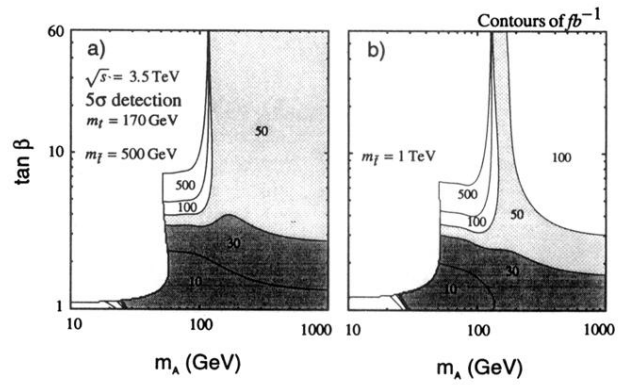 Contours of fb⁻¹
60
a)
√s = 3.5 TeV
5σ detection
m_t = 170 GeV
m_t̃ = 500 GeV
50
500
100
30
10
10
1
tan β
10
100
1000
m_A (GeV)
b)
m_t̃ = 1 TeV
100
500
100
50
30
10
10
100
1000
m_A (GeV)